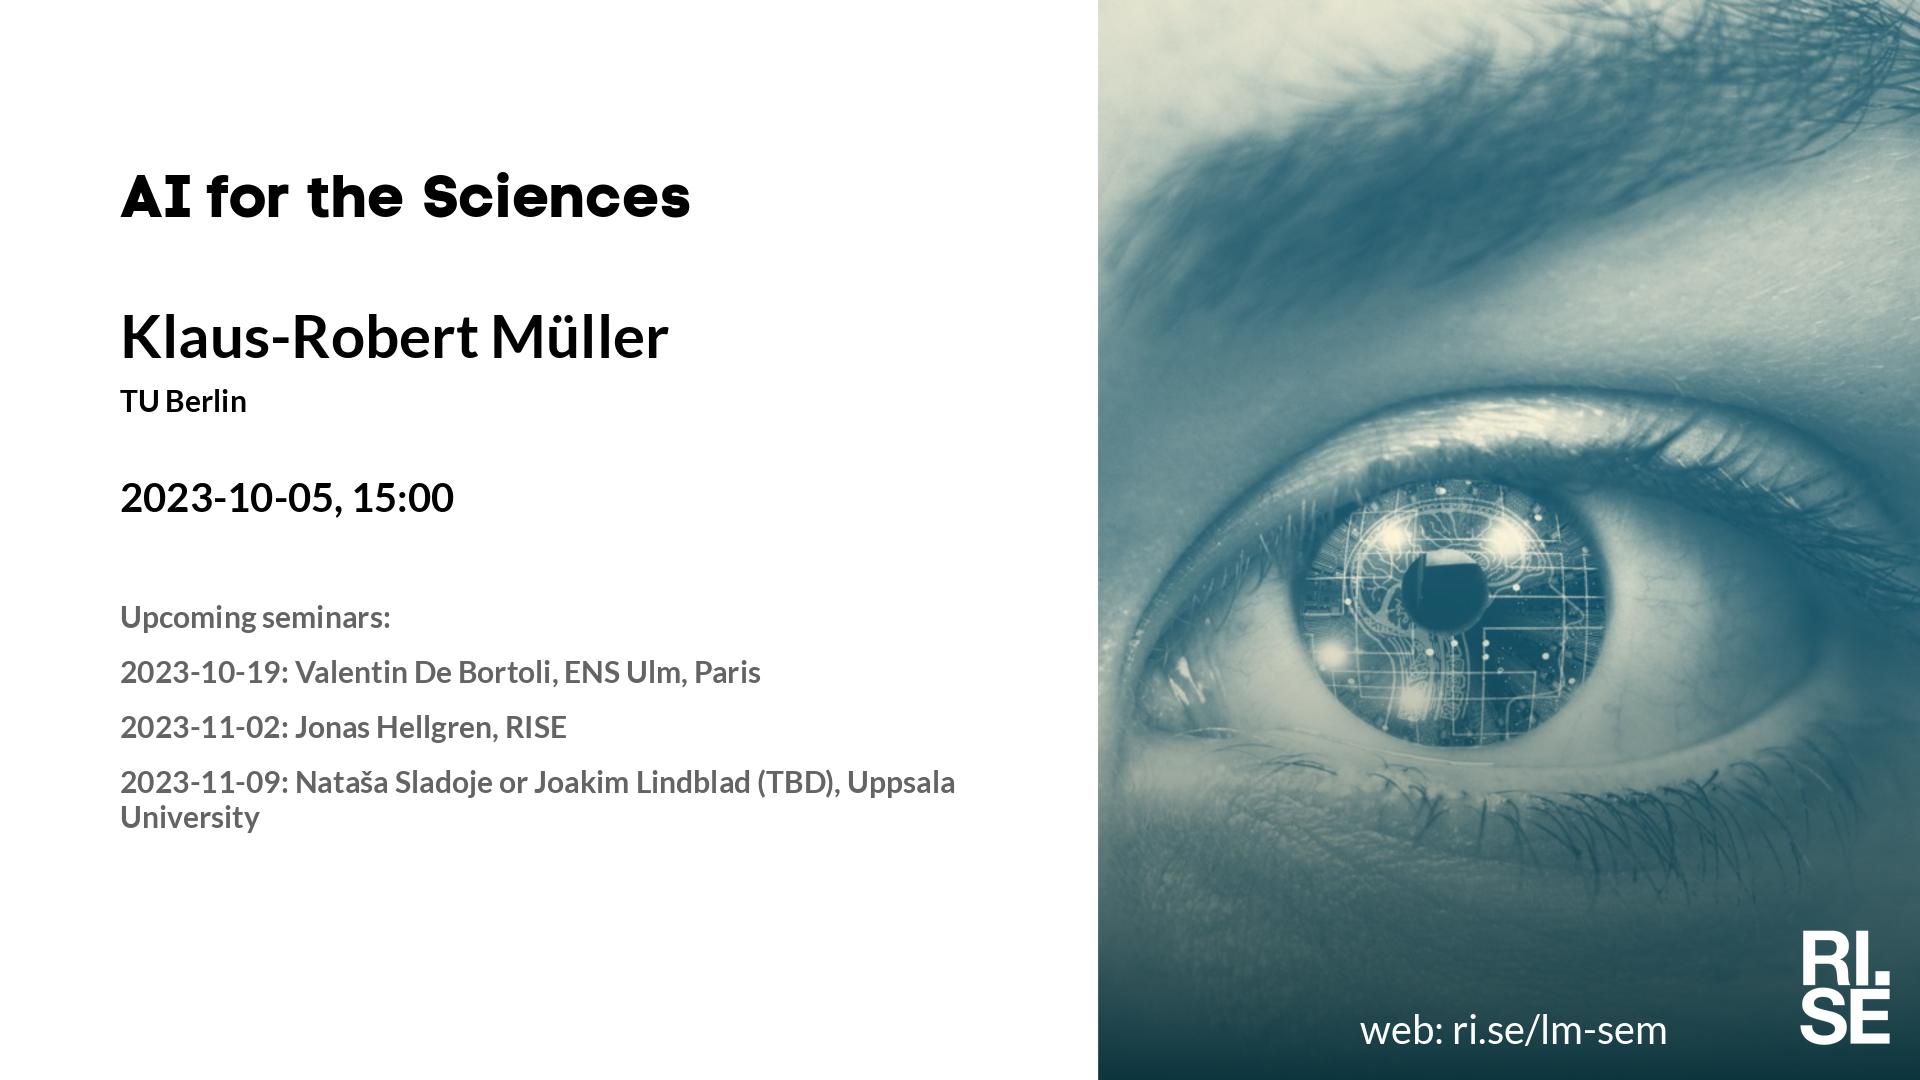 AI for the Sciences
Klaus-Robert Müller
TU Berlin
2023-10-05, 15:00
Upcoming seminars:
2023-10-19: Valentin De Bortoli, ENS Ulm, Paris
2023-11-02: Jonas Hellgren, RISE
2023-11-09: Nataša Sladoje or Joakim Lindblad (TBD), Uppsala
University
web: ri.se/lm-sem
RI.
SE